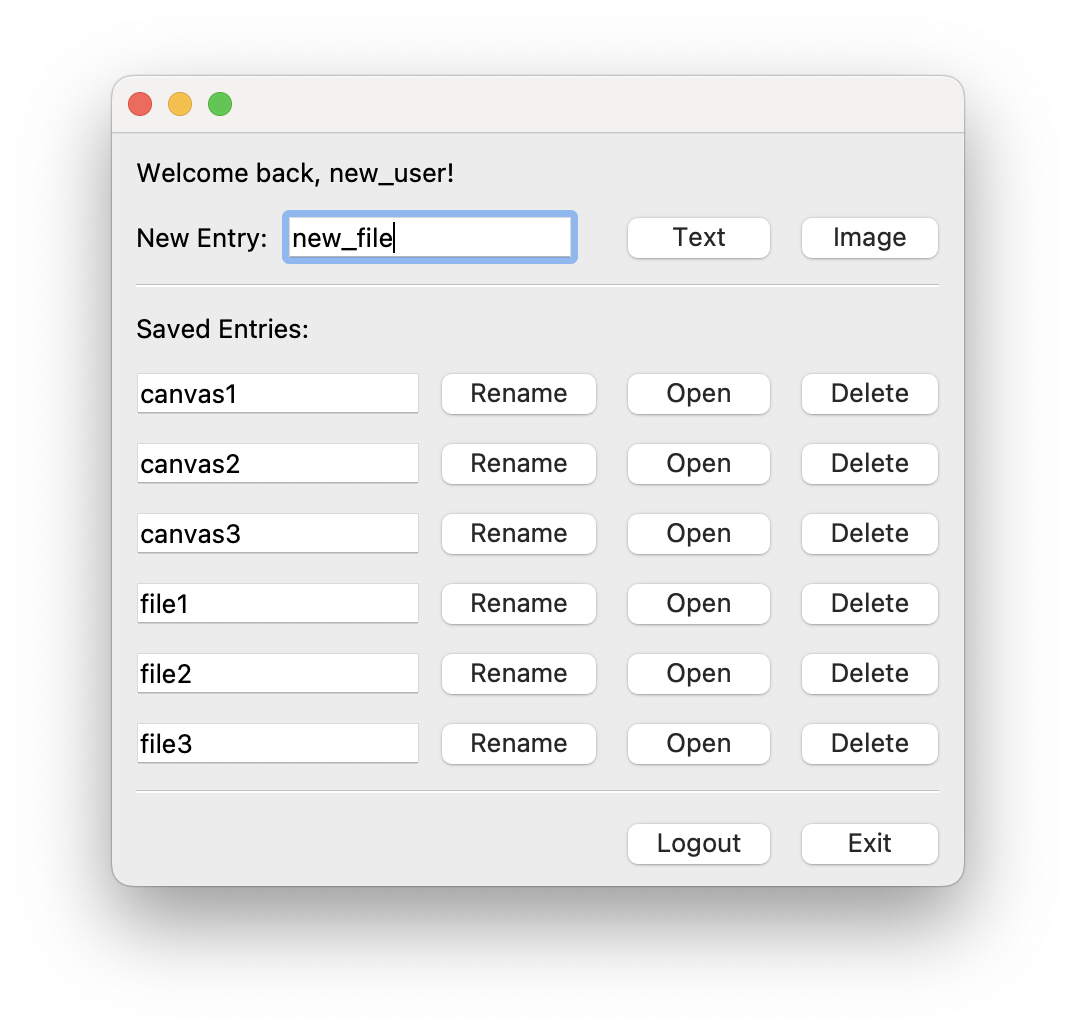 Welcome back, new_user!
New Entry: new_file Text Image
Saved Entries:
canvas1 Rename Open Delete
canvas2 Rename Open Delete
canvas3 Rename Open Delete
file1 Rename Open Delete
file2 Rename Open Delete
file3 Rename Open Delete
Logout Exit